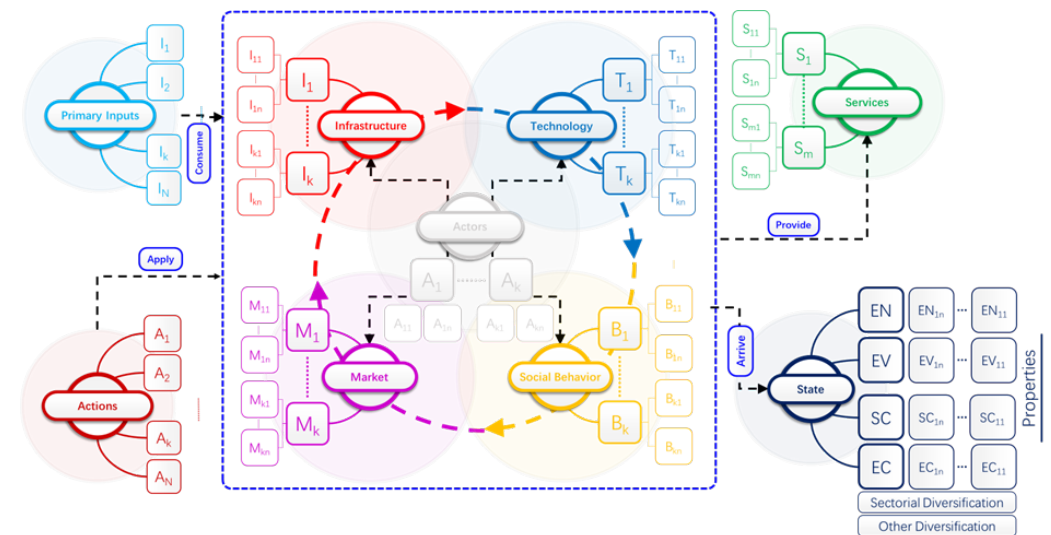 Primary Inputs
I1
I2
Ik
IN
Consume
Apply
Actions
A1
A2
Ak
AN
I11
I1n
Ik1
Ikn
I1
Ik
Infrastructure
Technology
T1
Tk
T11
T1n
Tk1
Tkn
Actors
A1
Ak
A11
A1n
Ak1
Akn
M11
M1n
Mk1
Mkn
M1
Mk
Market
Social Behavior
B1
Bk
B11
B1n
Bk1
Bkn
S11
S1n
Sm1
Smn
S1
Sm
Services
Provide
Arrive
State
EN EN1n ... EN11
EV EV1n ... EV11
SC SC1n ... SC11
EC EC1n ... EC11
Properties
Sectorial Diversification
Other Diversification